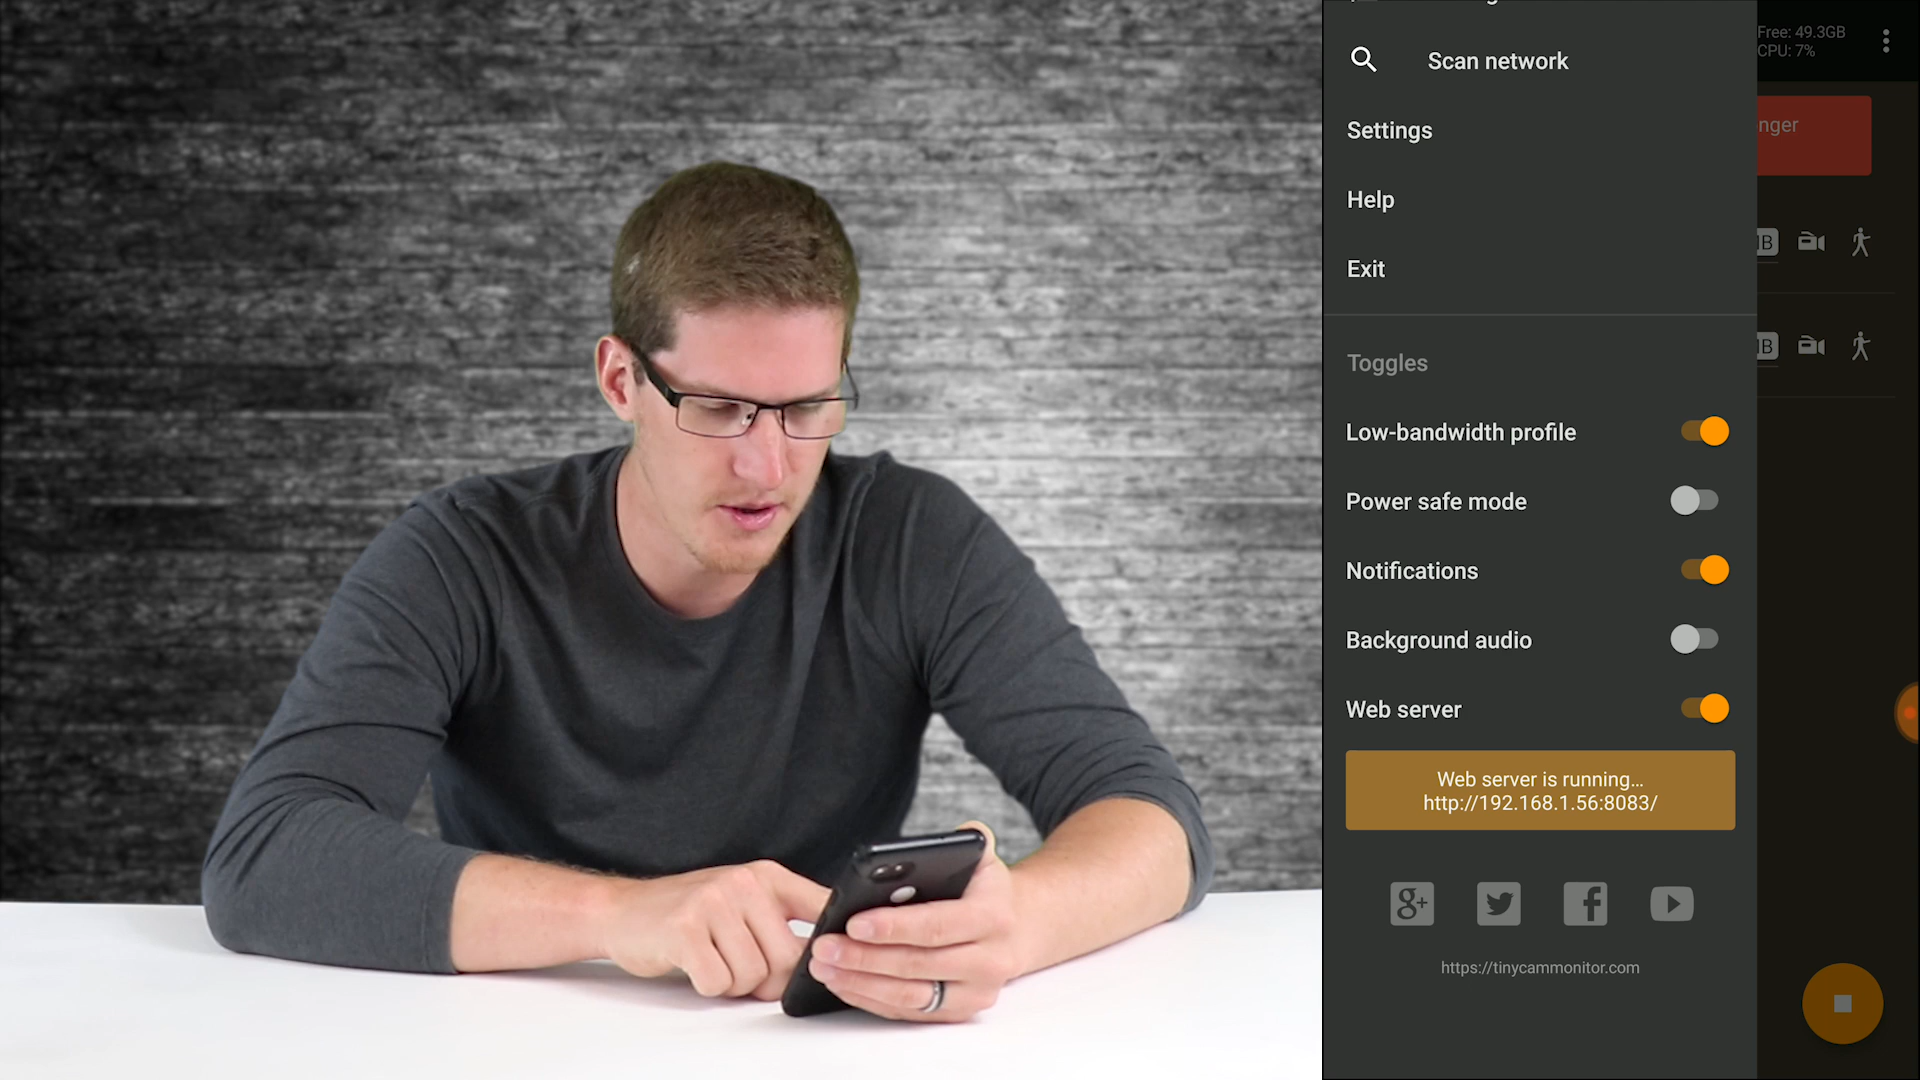 Scan network
Free: 49.3GB
CPU: 7%
Settings
nger
Help
B
Exit
B
Toggles
Low-bandwidth profile
Power safe mode
Notifications
Background audio
Web server
Web server is running...
http://192.168.1.56:8083/
g+
f
https://tinycammonitor.com